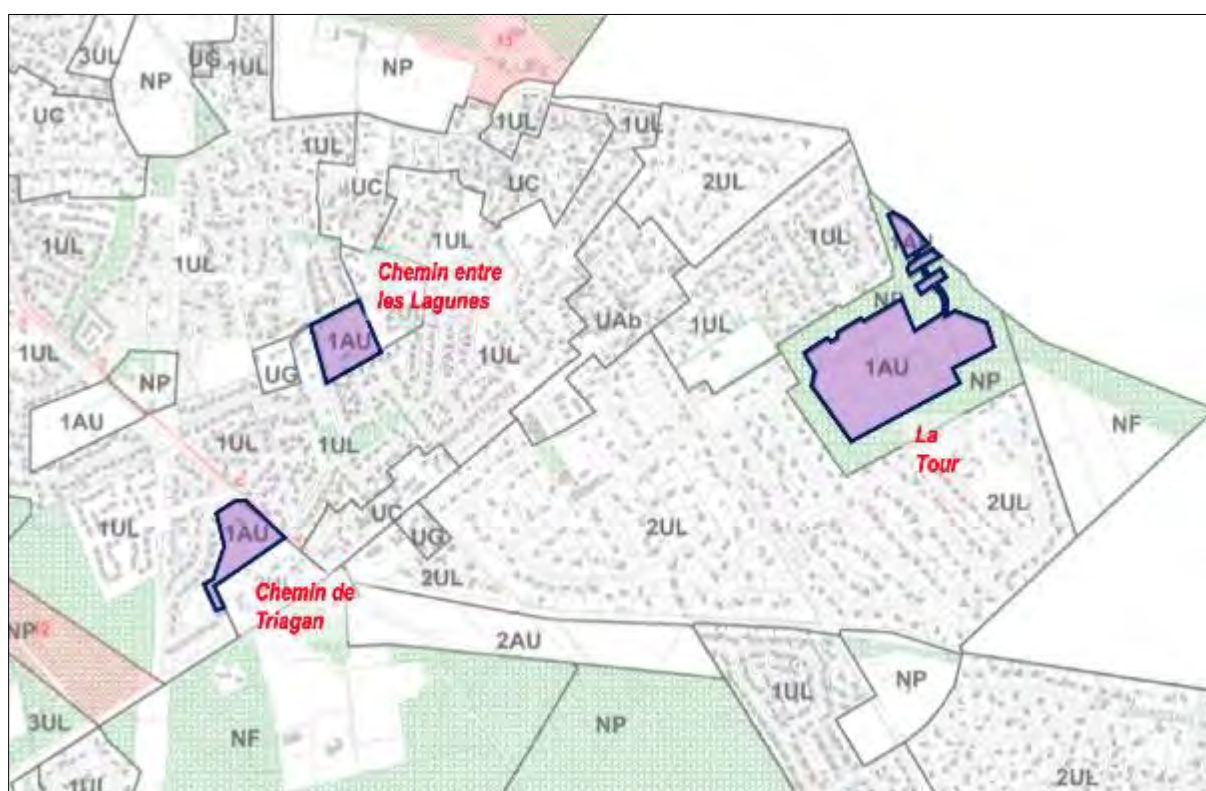 3UL
UG
1UL
NP
NP
UC
1UL
UC
1UL
UC
1UL
2UL
1UL
1UL
1UL
1UL
Chemin entre
les Lagunes
UAb
1UL
1AU
1AU
NP
1UL
1UL
UG
NP
1AU
1UL
1UL
La
Tour
NF
2UL
1UL
1AU
UC
UG
2UL
2UL
Chemin de
Triagan
NP
2AU
1UL
NP
3UL
NF
NP
1UL
2UL